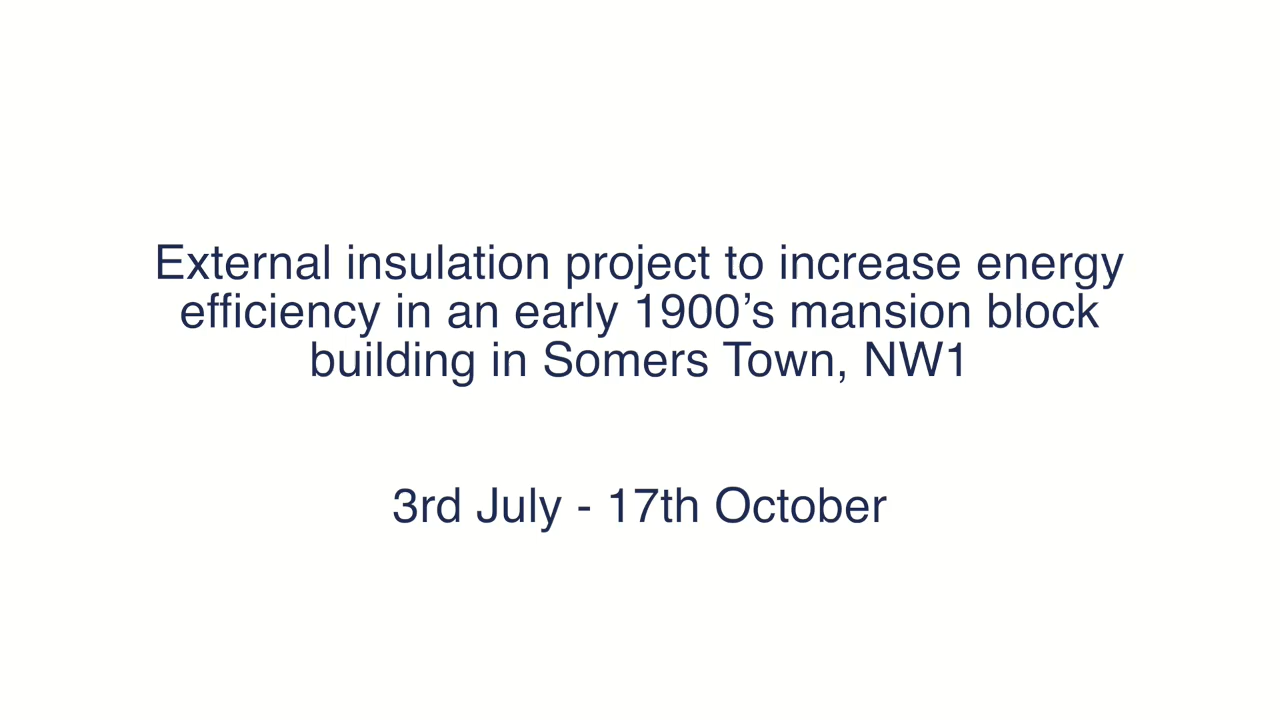 External insulation project to increase energy
efficiency in an early 1900’s mansion block
building in Somers Town, NW1
3rd July - 17th October